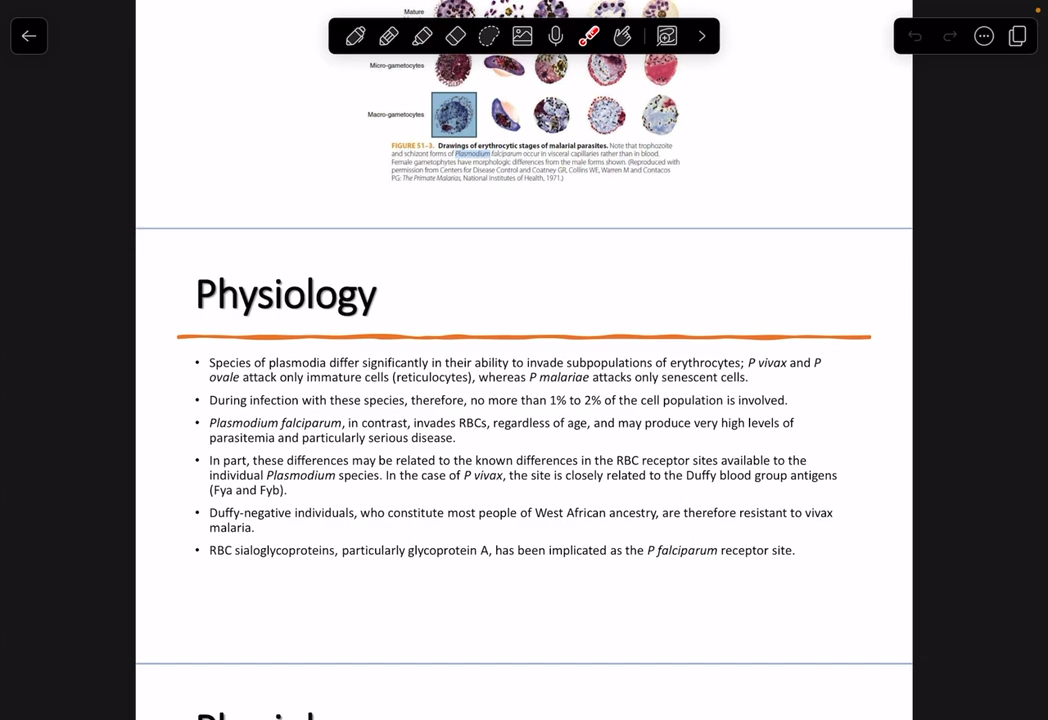 Mature
Micro-gametocytes
Macro-gametocytes
FIGURE 51–3. Drawings of erythrocytic stages of malarial parasites. Note that trophozoite
and schizont forms of Plasmodium falciparum occur in visceral capillaries rather than in blood.
Female gametophytes have morphologic differences from the male forms shown. (Reproduced with
permission from Centers for Disease Control and Coatney GR, Collins WE, Warren M and Contacos
PG: The Primate Malarias, National Institutes of Health, 1971.)
Physiology
• Species of plasmodia differ significantly in their ability to invade subpopulations of erythrocytes; P vivax and P
ovale attack only immature cells (reticulocytes), whereas P malariae attacks only senescent cells.
• During infection with these species, therefore, no more than 1% to 2% of the cell population is involved.
• Plasmodium falciparum, in contrast, invades RBCs, regardless of age, and may produce very high levels of
parasitemia and particularly serious disease.
• In part, these differences may be related to the known differences in the RBC receptor sites available to the
individual Plasmodium species. In the case of P vivax, the site is closely related to the Duffy blood group antigens
(Fya and Fyb).
• Duffy-negative individuals, who constitute most people of West African ancestry, are therefore resistant to vivax
malaria.
• RBC sialoglycoproteins, particularly glycoprotein A, has been implicated as the P falciparum receptor site.